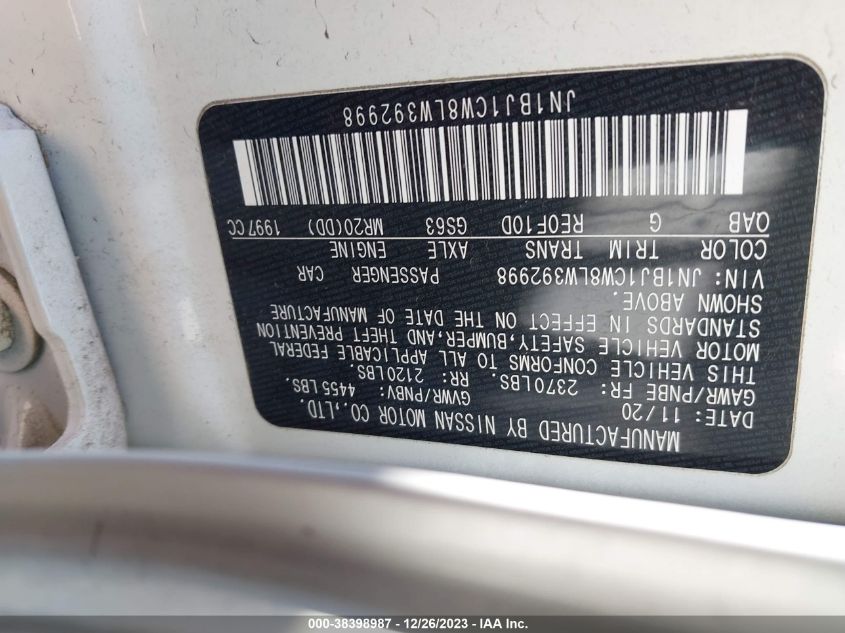 MANUFACTURED BY NISSAN MOTOR CO.,LTD.
DATE: 11/20 GVWR/PNBV: 4455 LBS.
GAWR/PNBE FR: 2370LBS. RR: 2120LBS.
THIS VEHICLE CONFORMS TO ALL APPLICABLE FEDERAL
MOTOR VEHICLE SAFETY,BUMPER,AND THEFT PREVENTION
STANDARDS IN EFFECT ON THE DATE OF MANUFACTURE
SHOWN ABOVE.
VIN: JN1BJ1CW8LW392998 PASSENGER CAR
COLOR TRIM TRANS AXLE ENGINE
QAB G RE0F10D GS63 MR20(DD) 1997CC
JN1BJ1CW8LW392998
000-38398987 - 12/26/2023 - IAA Inc.